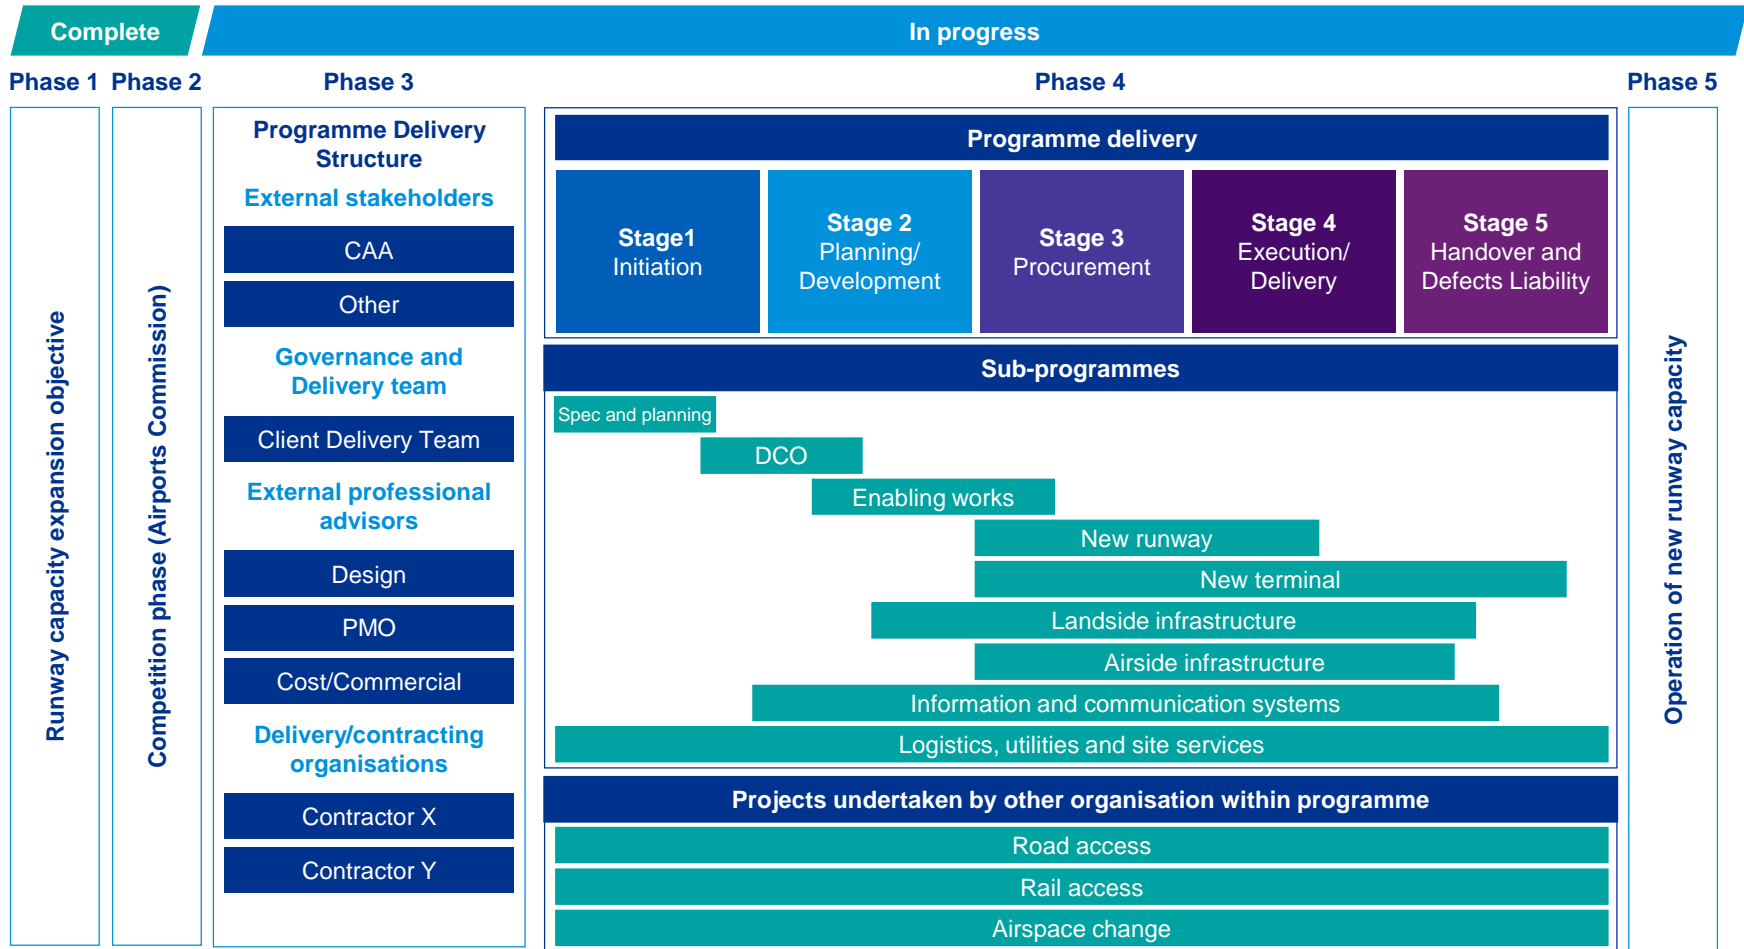 Complete
In progress
Phase 1
Phase 2
Phase 3
Phase 4
Phase 5
Runway capacity expansion objective
Competition phase (Airports Commission)
Programme Delivery
Structure
External stakeholders
CAA
Other
Governance and
Delivery team
Client Delivery Team
External professional
advisors
Design
PMO
Cost/Commercial
Delivery/contracting
organisations
Contractor X
Contractor Y
Programme delivery
Stage1
Initiation
Stage 2
Planning/
Development
Stage 3
Procurement
Stage 4
Execution/
Delivery
Stage 5
Handover and
Defects Liability
Sub-programmes
Spec and planning
DCO
Enabling works
New runway
New terminal
Landside infrastructure
Airside infrastructure
Information and communication systems
Logistics, utilities and site services
Projects undertaken by other organisation within programme
Road access
Rail access
Airspace change
Operation of new runway capacity